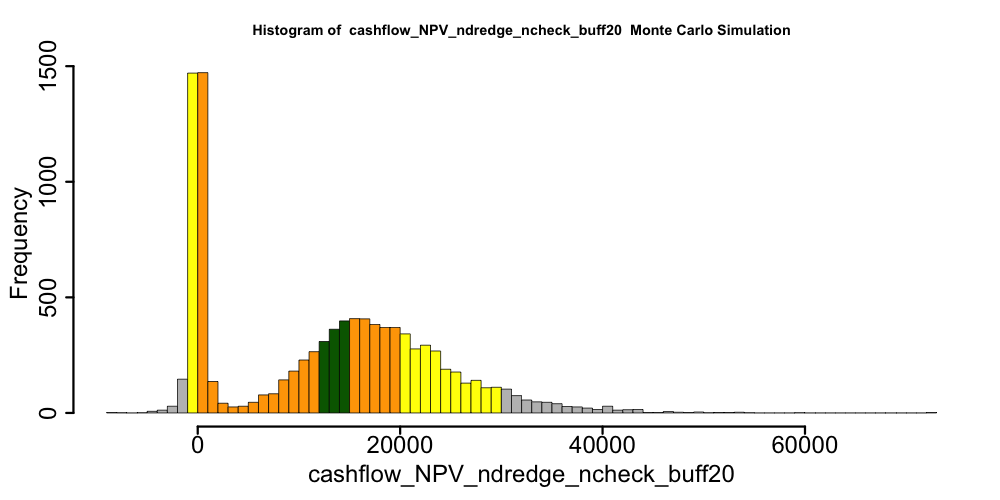 Histogram of  cashflow_NPV_ndredge_ncheck_buff20  Monte Carlo Simulation
Frequency
1500
1000
500
0
0 20000 40000 60000
cashflow_NPV_ndredge_ncheck_buff20